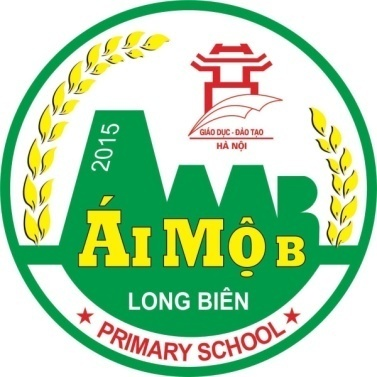 2015
GIÁO DỤC - ĐÀO TẠO
HÀ NỘI
ÁI MỘ B
LONG BIÊN
★ PRIMARY SCHOOL ★